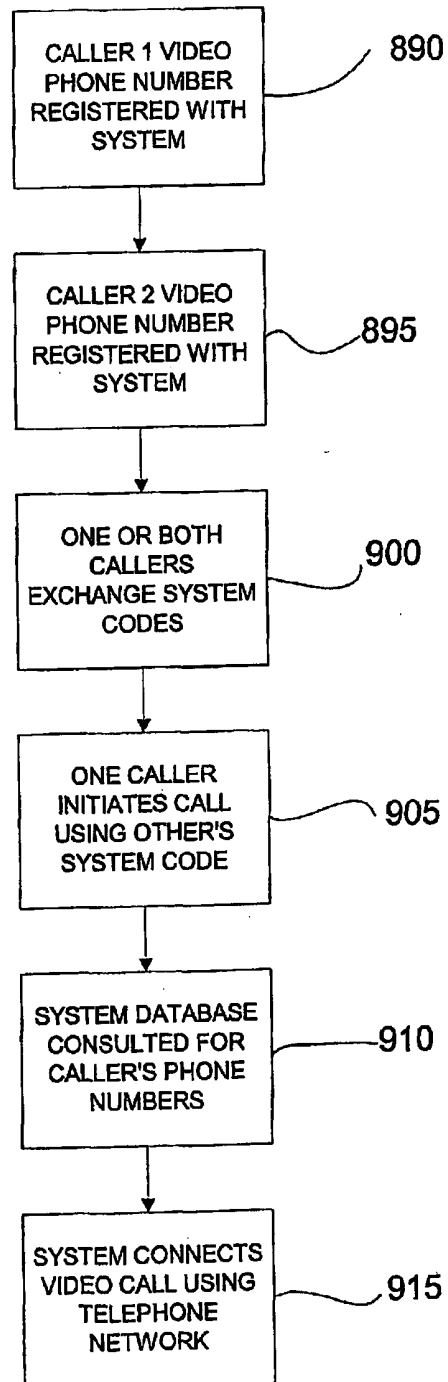 CALLER 1 VIDEO
PHONE NUMBER
REGISTERED WITH
SYSTEM
890
CALLER 2 VIDEO
PHONE NUMBER
REGISTERED WITH
SYSTEM
895
ONE OR BOTH
CALLERS
EXCHANGE SYSTEM
CODES
900
ONE CALLER
INITIATES CALL
USING OTHER'S
SYSTEM CODE
905
SYSTEM DATABASE
CONSULTED FOR
CALLER'S PHONE
NUMBERS
910
SYSTEM CONNECTS
VIDEO CALL USING
TELEPHONE
NETWORK
915